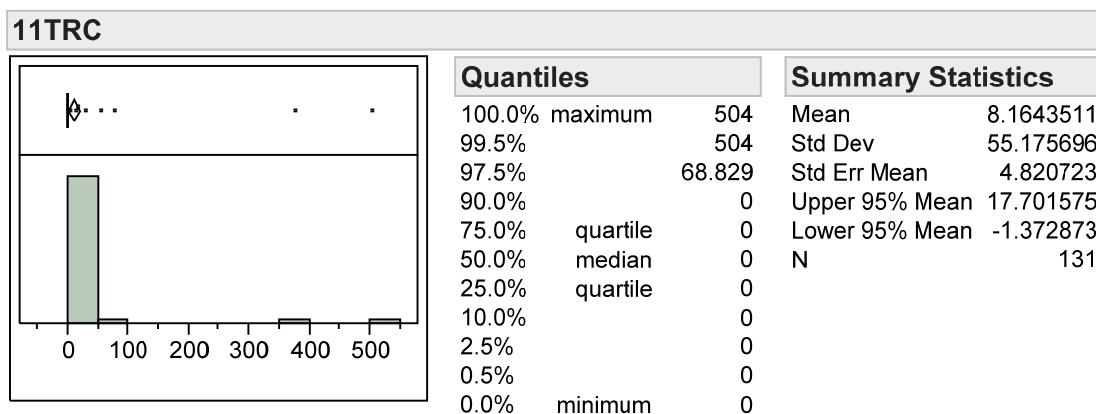 11TRC
0 100 200 300 400 500
Quantiles
100.0% maximum 504
99.5% 504
97.5% 68.829
90.0% 0
75.0% quartile 0
50.0% median 0
25.0% quartile 0
10.0% 0
2.5% 0
0.5% 0
0.0% minimum 0
Summary Statistics
Mean 8.1643511
Std Dev 55.175696
Std Err Mean 4.820723
Upper 95% Mean 17.701575
Lower 95% Mean -1.372873
N 131